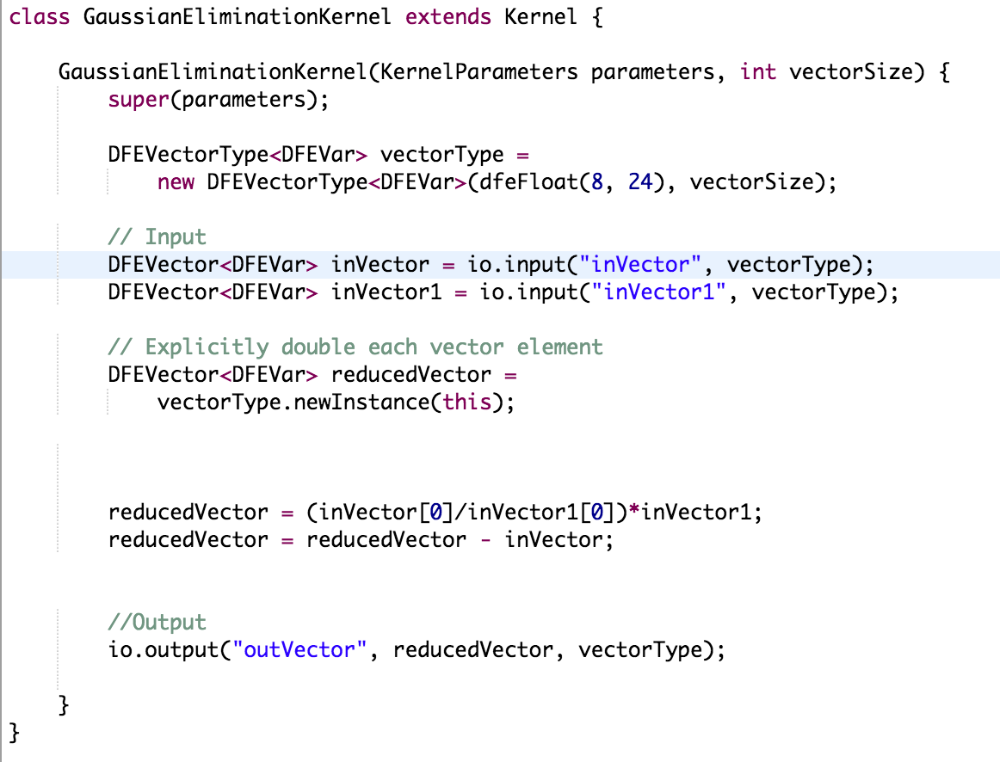 class GaussianEliminationKernel extends Kernel {
GaussianEliminationKernel(KernelParameters parameters, int vectorSize) {
super(parameters);
DFEVectorType<DFEVar> vectorType =
new DFEVectorType<DFEVar>(dfeFloat(8, 24), vectorSize);
// Input
DFEVector<DFEVar> inVector = io.input("inVector", vectorType);
DFEVector<DFEVar> inVector1 = io.input("inVector1", vectorType);
// Explicitly double each vector element
DFEVector<DFEVar> reducedVector =
vectorType.newInstance(this);
reducedVector = (inVector[0]/inVector1[0])*inVector1;
reducedVector = reducedVector - inVector;
//Output
io.output("outVector", reducedVector, vectorType);
}
}